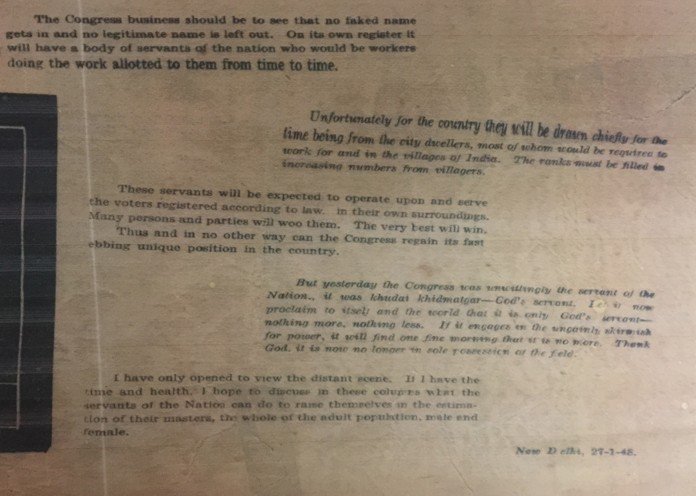 The Congress business should be to see that no faked name
gets in and no legitimate name is left out. On its own register it
will have a body of servants of the nation who would be workers
doing the work allotted to them from time to time.
Unfortunately for the country they will be drawn chiefly for the
time being from the city dwellers, most of whom would be required to
work for and in the villages of India. The ranks must be filled in
increasing numbers from villagers.
These servants will be expected to operate upon and serve
the voters registered according to law. in their own surroundings.
Many persons and parties will woo them. The very best will win.
Thus and in no other way can the Congress regain its fast
ebbing unique position in the country.
But yesterday the Congress was unwittingly the servant of the
Nation., it was khudai khidmatgar—God's servant. Let it now
proclaim to itself and the world that it is only God's servant—
nothing more, nothing less. If it engages in the ungainly skirmish
for power, it will find one fine morning that it is no more. Thank
God, it is now no longer in sole possession of the field.
I have only opened to view the distant scene. If I have the
time and health, I hope to discuss in these columns what the
servants of the Nation can do to raise themselves in the estima-
tion of their masters, the whole of the adult population, male and
female.
New Delhi, 27-1-48.